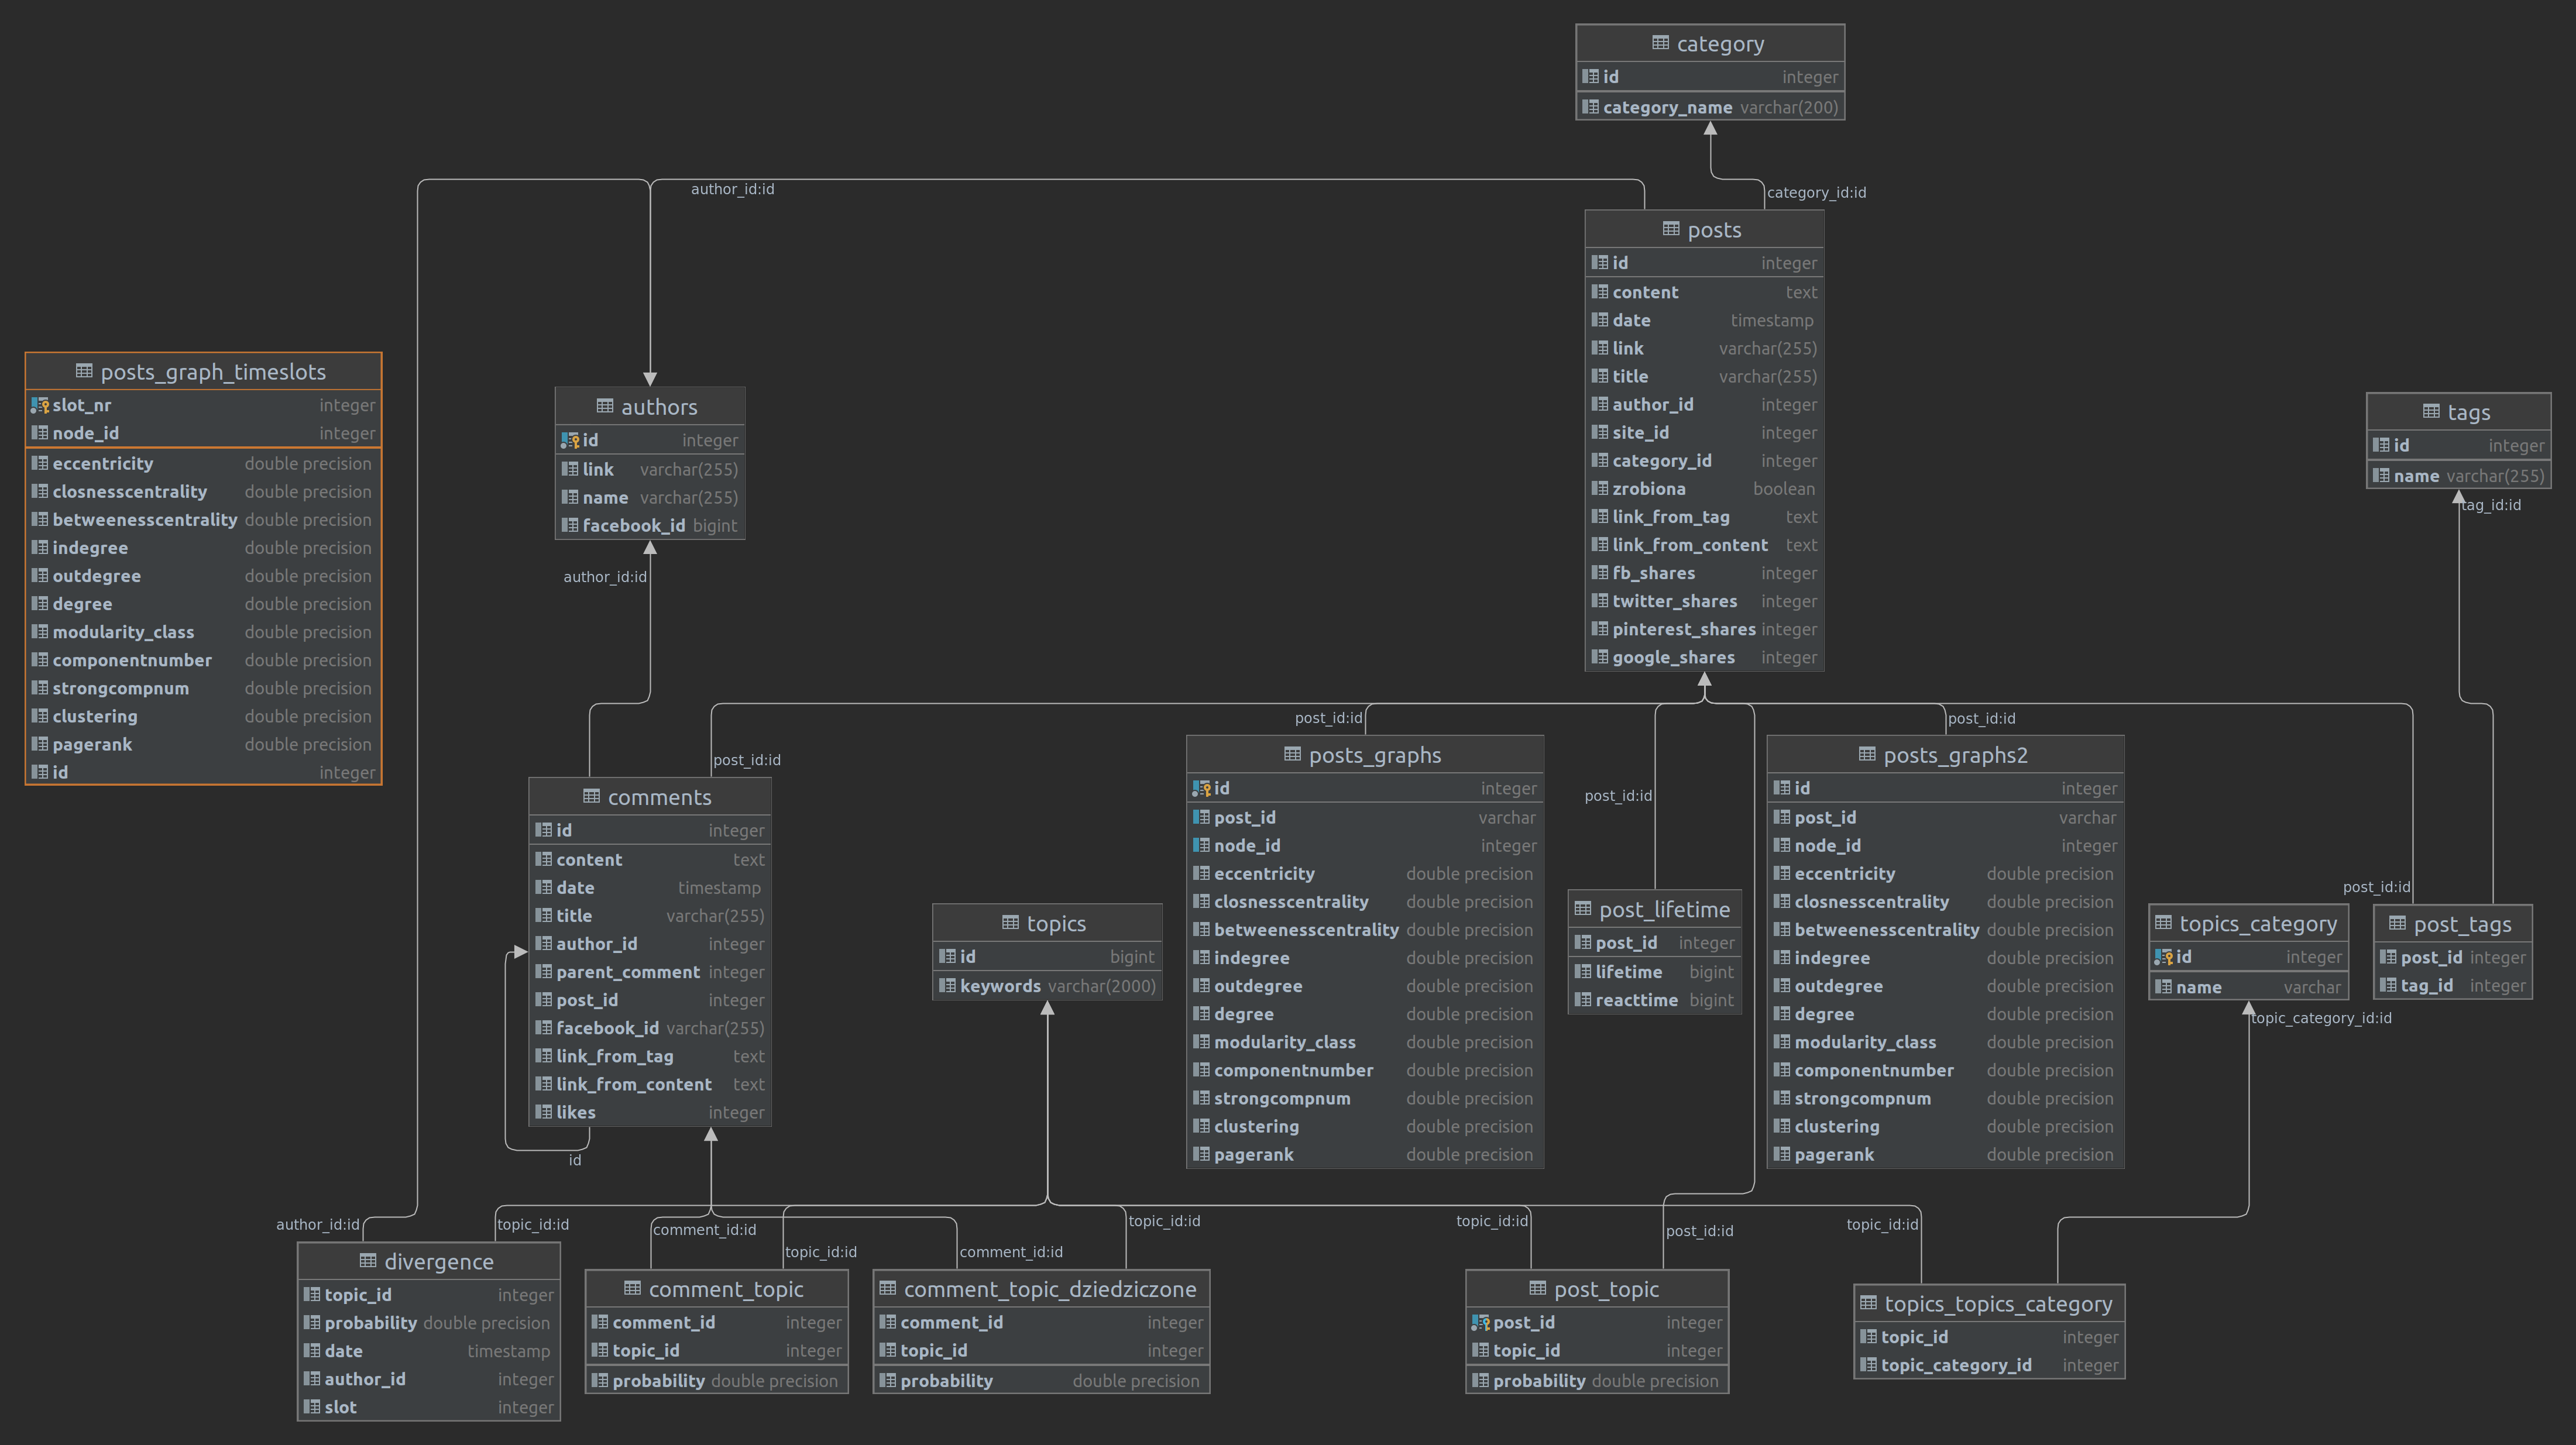 category
id integer
category_name varchar(200)
author_id:id
category_id:id
posts
id integer
content text
date timestamp
link varchar(255)
title varchar(255)
author_id integer
site_id integer
category_id integer
zrobiona boolean
link_from_tag text
link_from_content text
fb_shares integer
twitter_shares integer
pinterest_shares integer
google_shares integer
posts_graph_timeslots
slot_nr integer
node_id integer
eccentricity double precision
closnesscentrality double precision
betweenesscentrality double precision
indegree double precision
outdegree double precision
degree double precision
modularity_class double precision
componentnumber double precision
strongcompnum double precision
clustering double precision
pagerank double precision
id integer
authors
id integer
link varchar(255)
name varchar(255)
facebook_id bigint
author_id:id
tags
id integer
name varchar(255)
tag_id:id
post_id:id
comments
id integer
content text
date timestamp
title varchar(255)
author_id integer
parent_comment integer
post_id integer
facebook_id varchar(255)
link_from_tag text
link_from_content text
likes integer
id
topics
id bigint
keywords varchar(2000)
post_id:id
posts_graphs
id integer
post_id varchar
node_id integer
eccentricity double precision
closnesscentrality double precision
betweenesscentrality double precision
indegree double precision
outdegree double precision
degree double precision
modularity_class double precision
componentnumber double precision
strongcompnum double precision
clustering double precision
pagerank double precision
post_id:id
post_lifetime
post_id integer
lifetime bigint
reacttime bigint
post_id:id
posts_graphs2
id integer
post_id varchar
node_id integer
eccentricity double precision
closnesscentrality double precision
betweenesscentrality double precision
indegree double precision
outdegree double precision
degree double precision
modularity_class double precision
componentnumber double precision
strongcompnum double precision
clustering double precision
pagerank double precision
topics_category
id integer
name varchar
topic_category_id:id
post_id:id
post_tags
post_id integer
tag_id integer
author_id:id
topic_id:id
divergence
topic_id integer
probability double precision
date timestamp
author_id integer
slot integer
comment_id:id
topic_id:id
comment_topic
comment_id integer
topic_id integer
probability double precision
comment_id:id
topic_id:id
comment_topic_dziedziczone
comment_id integer
topic_id integer
probability double precision
topic_id:id
post_id:id
post_topic
post_id integer
topic_id integer
probability double precision
topic_id:id
topics_topics_category
topic_id integer
topic_category_id integer